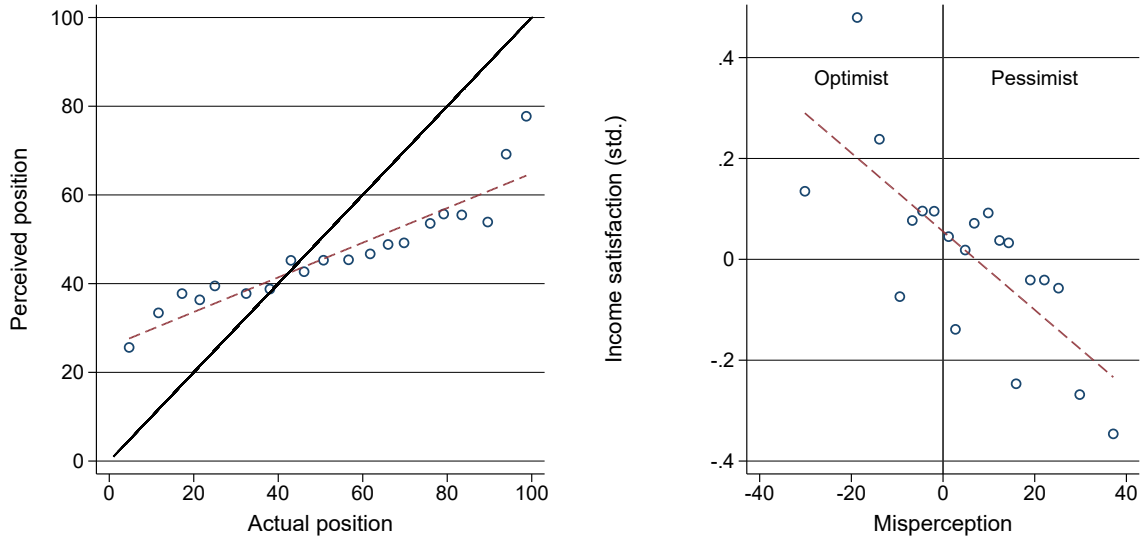 Perceived position
100
80
60
40
20
0
0 20 40 60 80 100
Actual position
Income satisfaction (std.)
.4
.2
0
-.2
-.4
Optimist Pessimist
-40 -20 0 20 40
Misperception